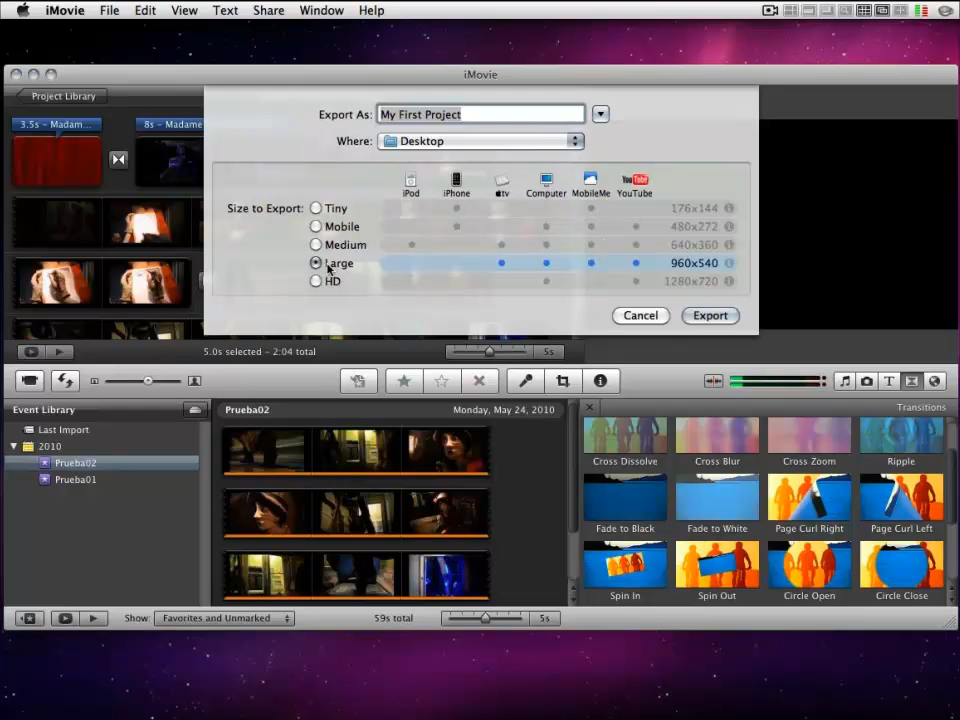 iMovie File Edit View Text Share Window Help
iMovie
Project Library
3.5s - Madam... 8s - Madame
Export As: My First Project
Where: Desktop
iPod iPhone tv Computer MobileMe YouTube
Size to Export: Tiny 176x144
Mobile 480x272
Medium 640x360
Large 960x540
HD 1280x720
Cancel Export
5.0s selected - 2:04 total 5s
Event Library Prueba02 Monday, May 24, 2010 Transitions
Last Import
2010
Prueba02
Prueba01
Cross Dissolve Cross Blur Cross Zoom Ripple
Fade to Black Fade to White Page Curl Right Page Curl Left
Spin In Spin Out Circle Open Circle Close
Show: Favorites and Unmarked 59s total 5s